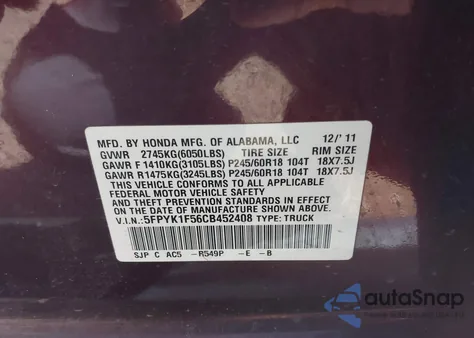 MFD. BY HONDA MFG. OF ALABAMA, LLC 12/'11
GVWR 2745KG(6050LBS) TIRE SIZE RIM SIZE
GAWR F 1410KG(3105LBS) P245/60R18 104T 18X7.5J
GAWR R1475KG(3245LBS) P245/60R18 104T 18X7.5J
THIS VEHICLE CONFORMS TO ALL APPLICABLE
FEDERAL MOTOR VEHICLE SAFETY
AND THEFT PREVENTION STANDARDS IN EFFECT
ON THE DATE OF MANUFACTURE SHOWN ABOVE.
V.I.N.: 5FPYK1F56CB452408 TYPE: TRUCK
SJP C AC5 -R549P -E -B
autoSnap